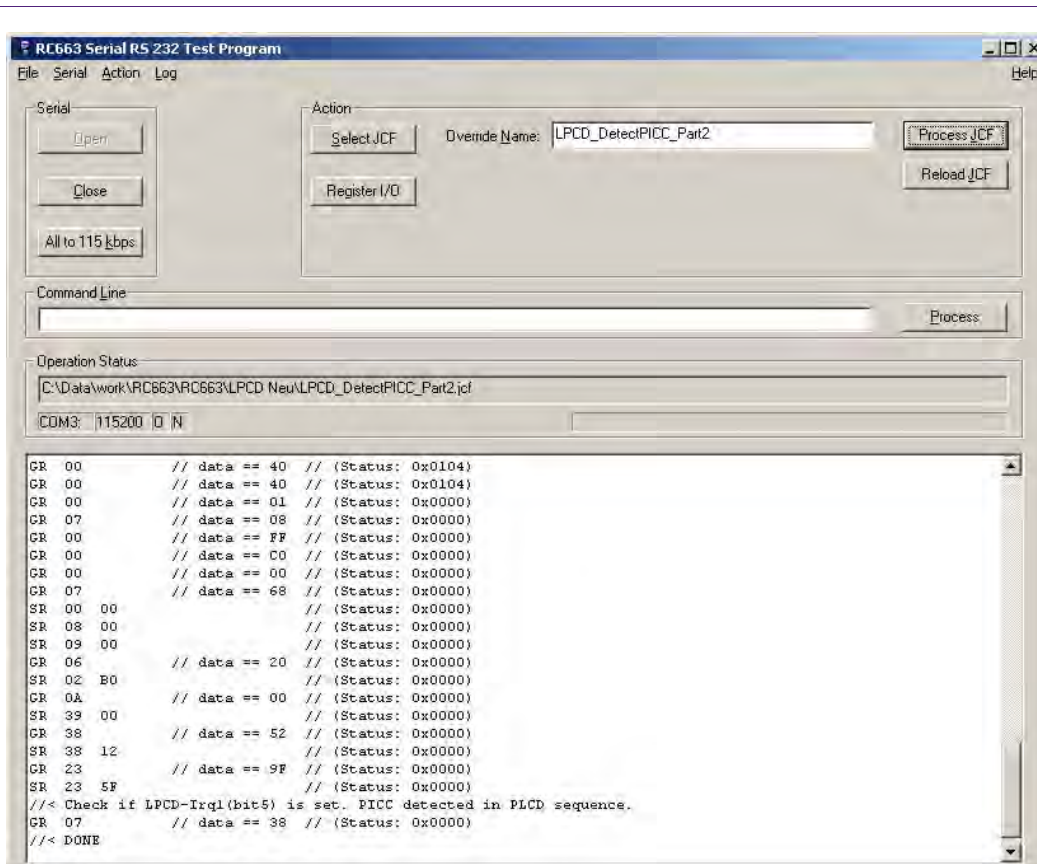 RC663 Serial RS 232 Test Program
File Serial Action Log Help
Serial
Open
Close
All to 115 kbps
Action
Select JCF
Override Name: LPCD_DetectPICC_Part2
Process JCF
Register I/O
Reload JCF
Command Line
Process
Operation Status
C:\Data\work\RC663\RC663\LPCD Neu\LPCD_DetectPICC_Part2.jcf
COM3: 115200 O N
GR 00 // data == 40 // (Status: 0x0104)
GR 00 // data == 40 // (Status: 0x0104)
GR 00 // data == 01 // (Status: 0x0000)
GR 07 // data == 08 // (Status: 0x0000)
GR 00 // data == FF // (Status: 0x0000)
GR 00 // data == C0 // (Status: 0x0000)
GR 00 // data == 00 // (Status: 0x0000)
GR 07 // data == 68 // (Status: 0x0000)
SR 00 00 // (Status: 0x0000)
SR 08 00 // (Status: 0x0000)
SR 09 00 // (Status: 0x0000)
GR 06 // data == 20 // (Status: 0x0000)
SR 02 B0 // (Status: 0x0000)
GR 0A // data == 00 // (Status: 0x0000)
SR 39 00 // (Status: 0x0000)
GR 38 // data == 52 // (Status: 0x0000)
SR 38 12 // (Status: 0x0000)
GR 23 // data == 9F // (Status: 0x0000)
SR 23 5F // (Status: 0x0000)
//< Check if LPCD-Irq1(bit5) is set. PICC detected in PLCD sequence.
GR 07 // data == 38 // (Status: 0x0000)
//< DONE